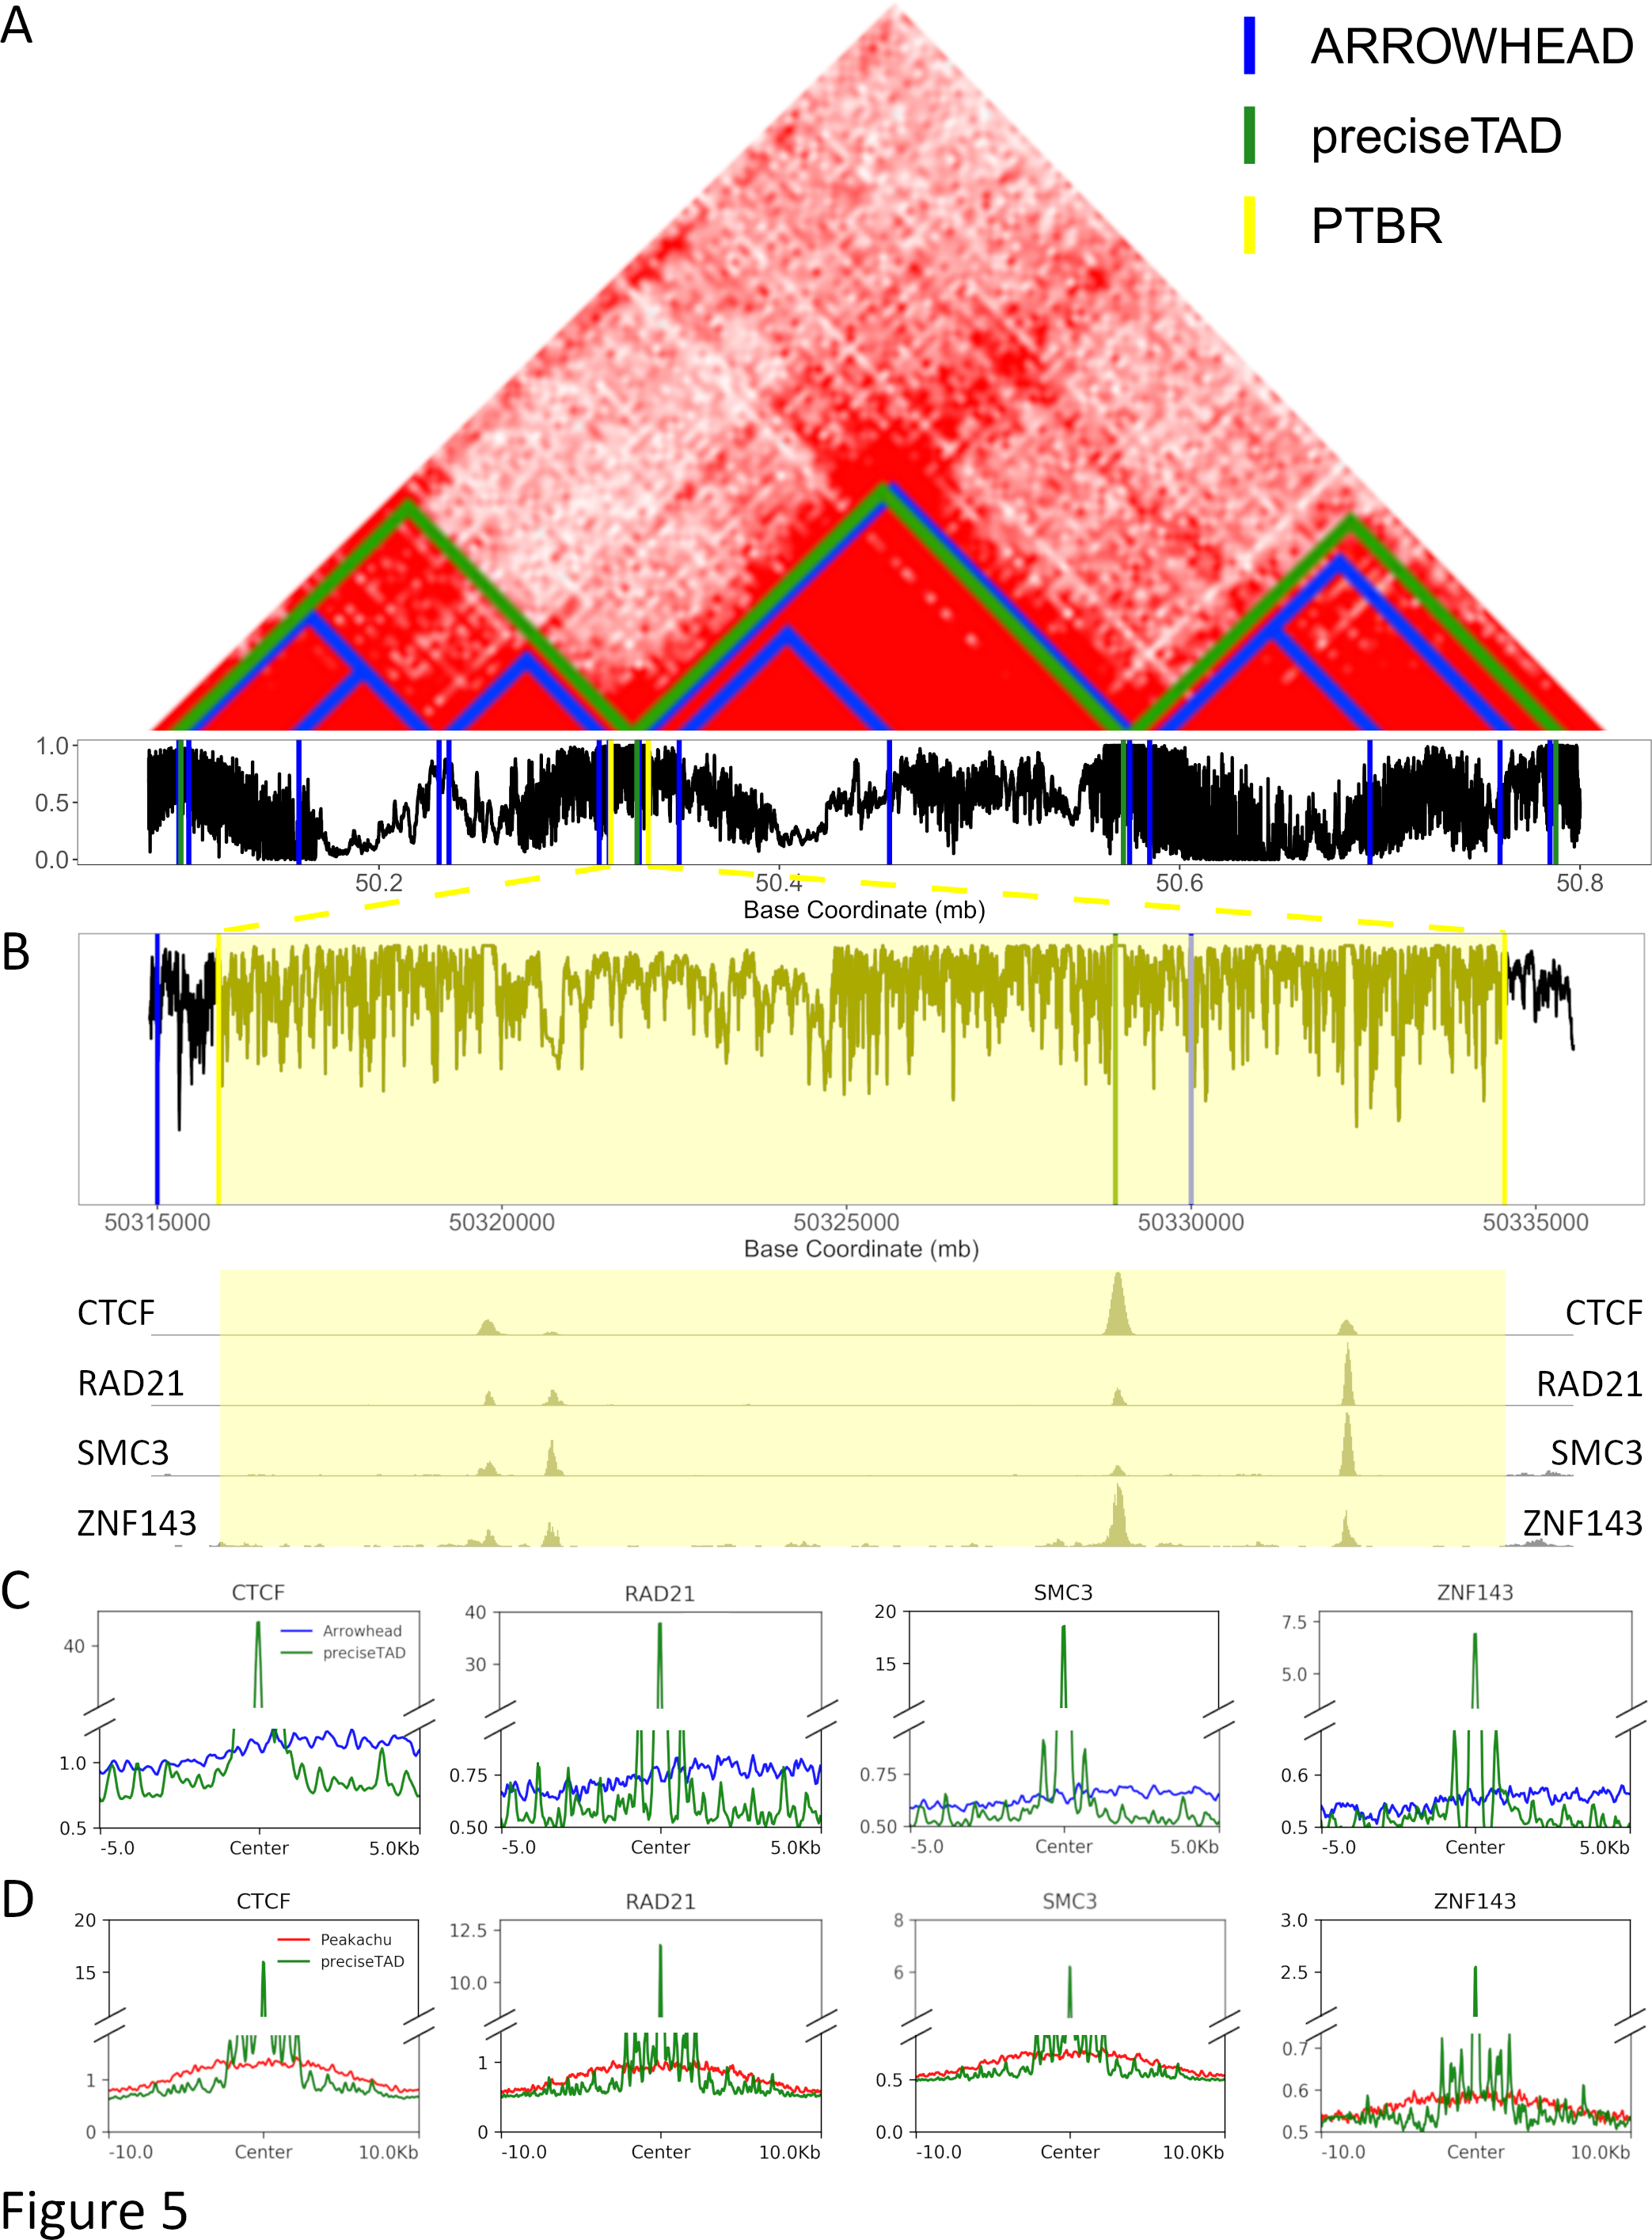 A
ARROWHEAD
preciseTAD
PTBR
1.0
0.5
0.0
50.2 50.4 50.6 50.8
Base Coordinate (mb)
B
50315000 50320000 50325000 50330000 50335000
Base Coordinate (mb)
CTCF CTCF
RAD21 RAD21
SMC3 SMC3
ZNF143 ZNF143
C
CTCF RAD21 SMC3 ZNF143
40 40 20 7.5
Arrowhead
preciseTAD
30 15 5.0
1.0 0.75 0.75 0.6
0.5 0.50 0.50 0.5
-5.0 Center 5.0Kb -5.0 Center 5.0Kb -5.0 Center 5.0Kb -5.0 Center 5.0Kb
D
CTCF RAD21 SMC3 ZNF143
20 12.5 8 3.0
Peakachu
preciseTAD
15 10.0 6 2.5
1 1 0.5 0.7
0.6
0 0 0.0 0.5
-10.0 Center 10.0Kb -10.0 Center 10.0Kb -10.0 Center 10.0Kb -10.0 Center 10.0Kb
Figure 5